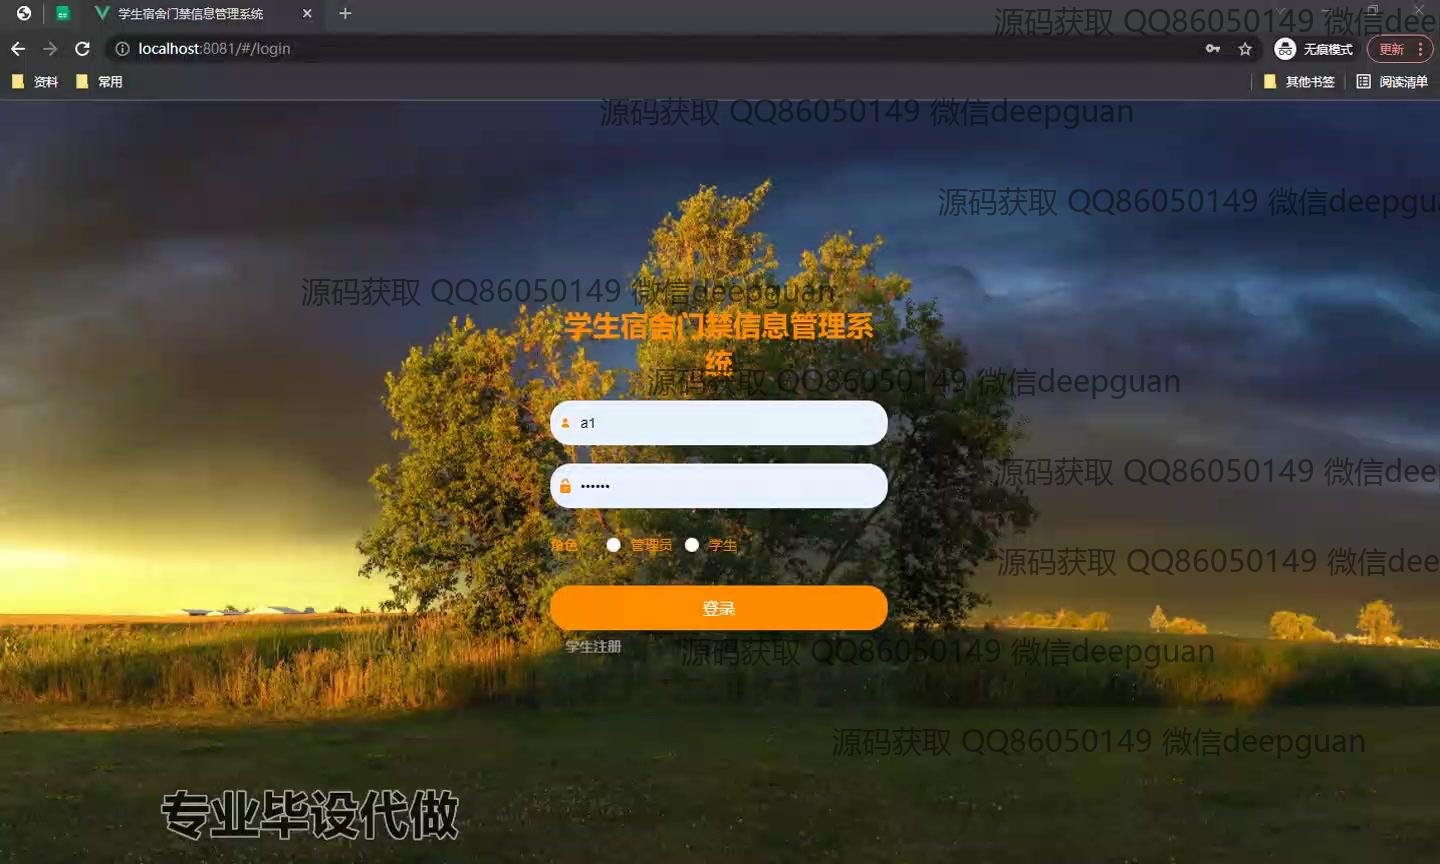 学生宿舍门禁信息管理系统
源码获取 QQ86050149 微信deep
localhost:8081/#/login
无痕模式
更新
资料
常用
其他书签
阅读清单
源码获取 QQ86050149 微信deepguan
源码获取 QQ86050149 微信deepgua
源码获取 QQ86050149 微信deepguan
学生宿舍门禁信息管理系
统
源码获取 QQ86050149 微信deepguan
a1
源码获取 QQ86050149 微信deep
角色 管理员 学生
源码获取 QQ86050149 微信deep
登录
学生注册
源码获取 QQ86050149 微信deepguan
源码获取 QQ86050149 微信deepguan
专业毕设代做